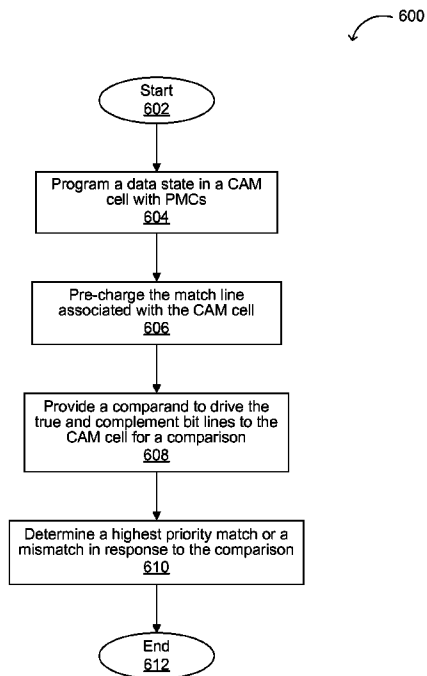 600
Start
602
Program a data state in a CAM
cell with PMCs
604
Pre-charge the match line
associated with the CAM cell
606
Provide a comparand to drive the
true and complement bit lines to the
CAM cell for a comparison
608
Determine a highest priority match or a
mismatch in response to the comparison
610
End
612